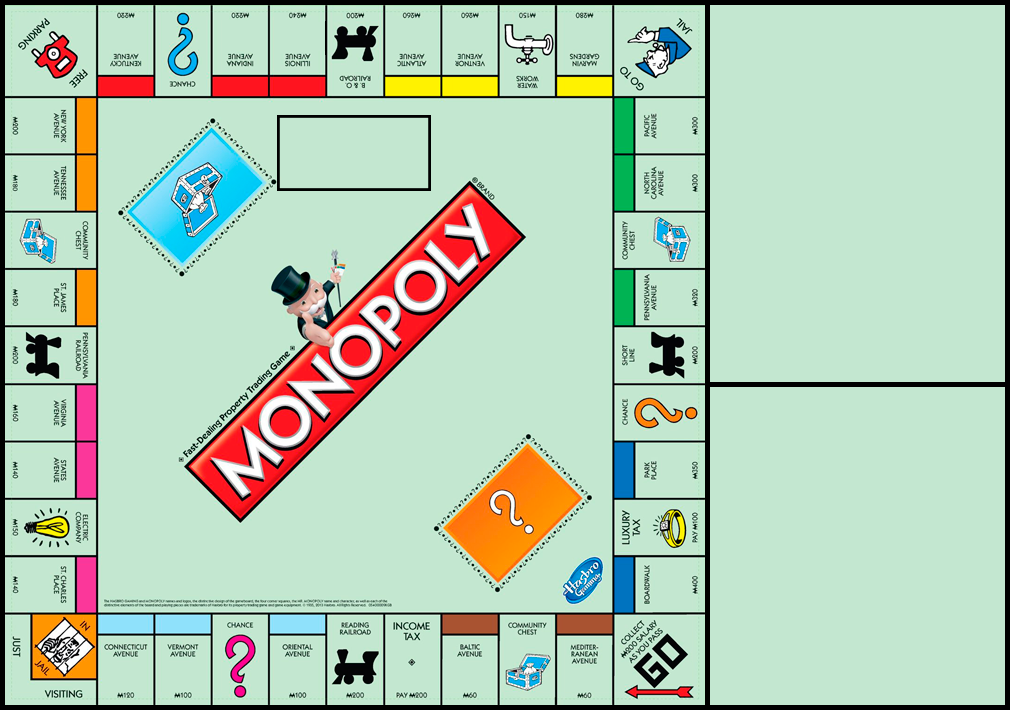 FREE
PARKING
KENTUCKY
AVENUE
₩220
CHANCE
INDIANA
AVENUE
₩220
ILLINOIS
AVENUE
₩240
B. & O.
RAILROAD
₩200
ATLANTIC
AVENUE
₩260
VENTNOR
AVENUE
₩260
WATER
WORKS
₩150
MARVIN
GARDENS
₩280
GO TO
JAIL
NEW YORK
AVENUE
₩200
TENNESSEE
AVENUE
₩180
COMMUNITY
CHEST
ST. JAMES
PLACE
₩180
PENNSYLVANIA
RAILROAD
₩200
VIRGINIA
AVENUE
₩160
STATES
AVENUE
₩140
ELECTRIC
COMPANY
₩150
ST. CHARLES
PLACE
₩140
® BRAND
MONOPOLY
Fast-Dealing Property Trading Game
?
Hasbro
Gaming
PACIFIC
AVENUE
₩300
NORTH
CAROLINA
AVENUE
₩300
COMMUNITY
CHEST
PENNSYLVANIA
AVENUE
₩320
SHORT
LINE
₩200
CHANCE
?
PARK
PLACE
₩350
LUXURY
TAX
PAY ₩100
BOARDWALK
₩400
JUST
VISITING
IN
JAIL
CONNECTICUT
AVENUE
₩120
VERMONT
AVENUE
₩100
CHANCE
?
ORIENTAL
AVENUE
₩100
READING
RAILROAD
₩200
INCOME
TAX
PAY ₩200
BALTIC
AVENUE
₩60
COMMUNITY
CHEST
MEDITER-
RANEAN
AVENUE
₩60
COLLECT
₩200 SALARY
AS YOU PASS
GO